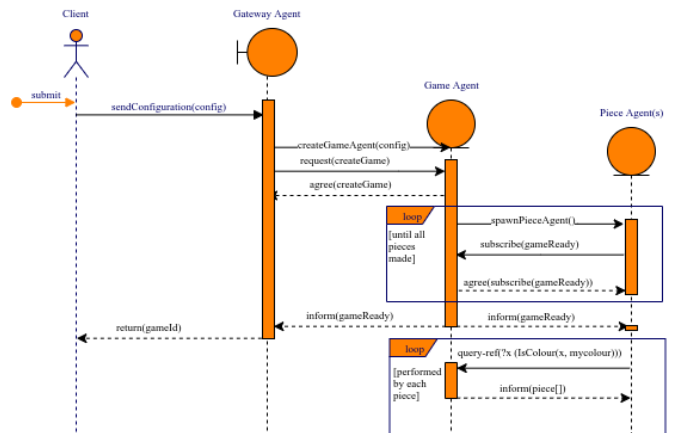 Client
Gateway Agent
Game Agent
Piece Agent(s)
submit
sendConfiguration(config)
createGameAgent(config)
request(createGame)
agree(createGame)
loop
[until all
pieces
made]
spawnPieceAgent()
subscribe(gameReady)
agree(subscribe(gameReady))
inform(gameReady)
inform(gameReady)
return(gameId)
loop
[performed
by each
piece]
query-ref(?x (IsColour(x, mycolour)))
inform(piece[])